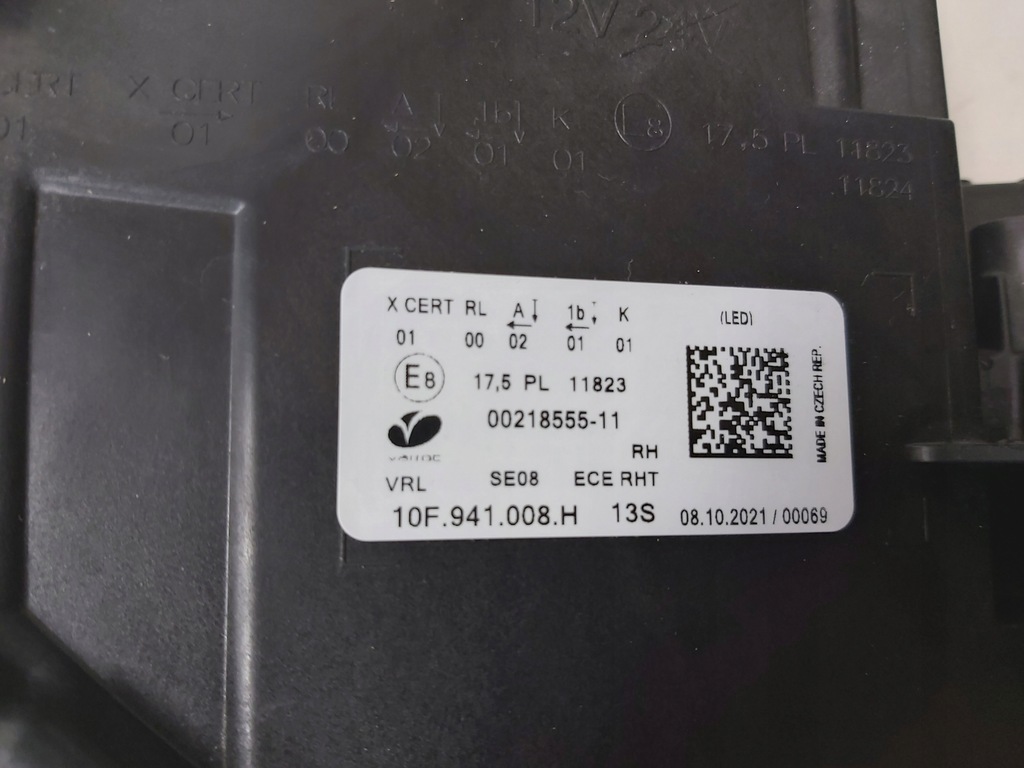 12V 24V
CERT X CERT RL A 1b K E8 17,5 PL 11823
01 01 00 02 01 01 11824
X CERT RL A↓ 1b↓ K (LED)
01 00 ←02 ←01 01
E8 17,5 PL 11823
00218555-11
RH
VRL SE08 ECE RHT
10F.941.008.H 13S 08.10.2021 / 00069
MADE IN CZECH REP.